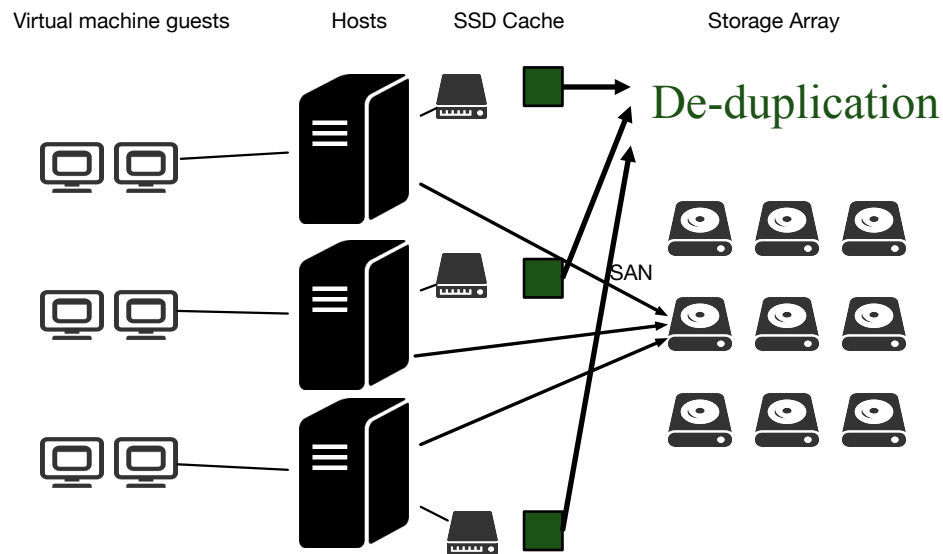 Virtual machine guests
Hosts
SSD Cache
Storage Array
De-duplication
SAN